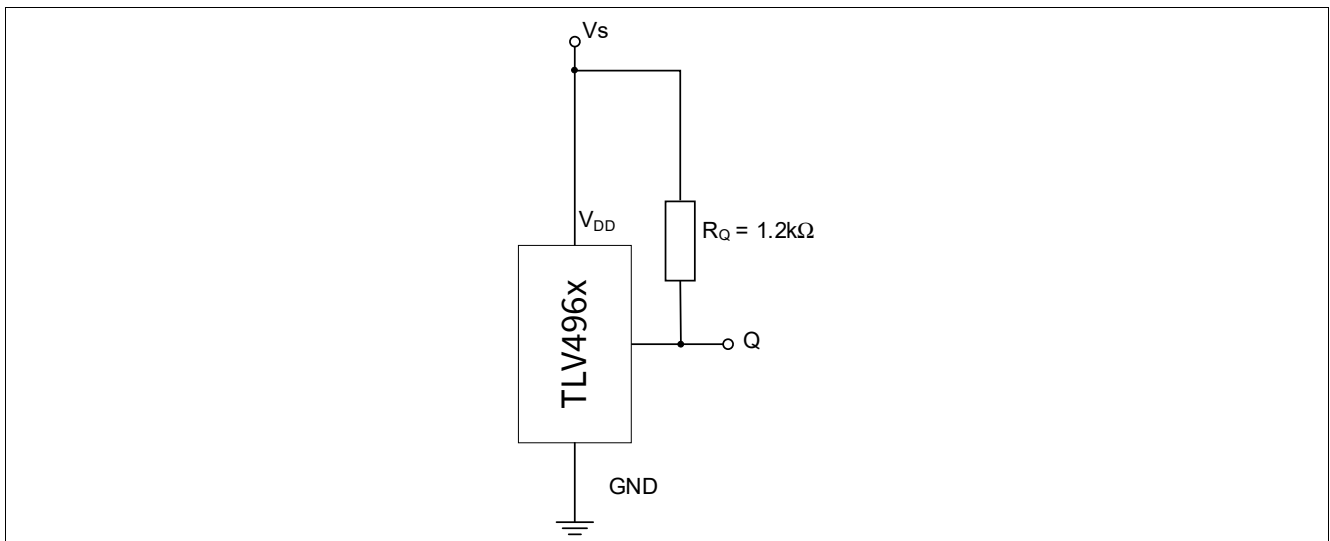 Vs
VDD
RQ = 1.2kΩ
TLV496x
Q
GND